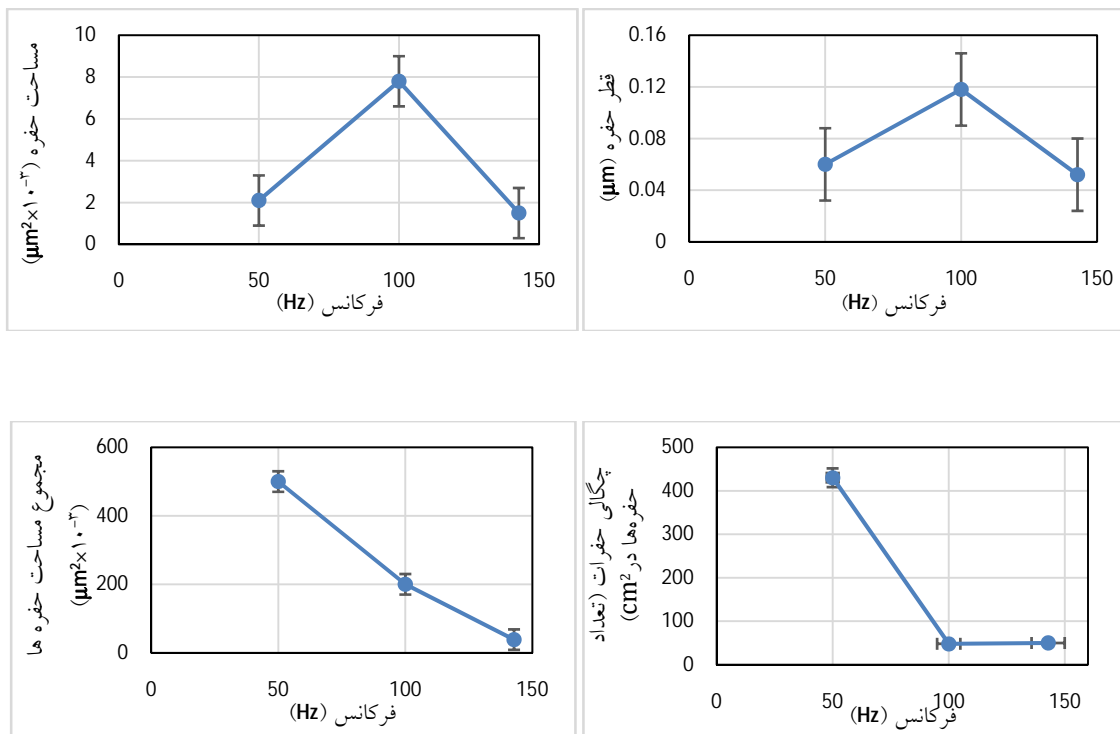 مساحت حفره (μm²×۱۰⁻³)
10
8
6
4
2
0
0 50 100 150
فرکانس (Hz)
قطر حفره (μm)
0.16
0.12
0.08
0.04
0
0 50 100 150
فرکانس (Hz)
مجموع مساحت حفره ها
(μm²×۱۰⁻³)
600
400
200
0
0 50 100 150
فرکانس (Hz)
چگالی حفرات (تعداد
حفره‌ها در cm²)
500
400
300
200
100
0
0 50 100 150
فرکانس (Hz)